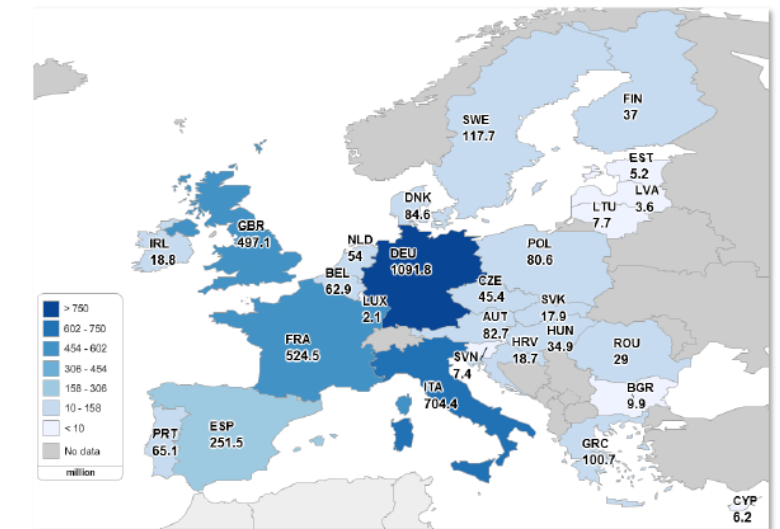 FIN
37
SWE
117.7
EST
5.2
LVA
3.6
LTU
7.7
DNK
84.6
GBR
497.1
IRL
18.8
NLD
54
DEU
1091.8
POL
80.6
BEL
62.9
CZE
45.4
LUX
2.1
SVK
17.9
AUT
82.7
HUN
34.9
HRV
18.7
ROU
29
FRA
524.5
SVN
7.4
ITA
704.4
BGR
9.9
ESP
251.5
PRT
65.1
GRC
100.7
CYP
6.2
> 750
602 - 750
454 - 602
306 - 454
158 - 306
10 - 158
< 10
No data
million